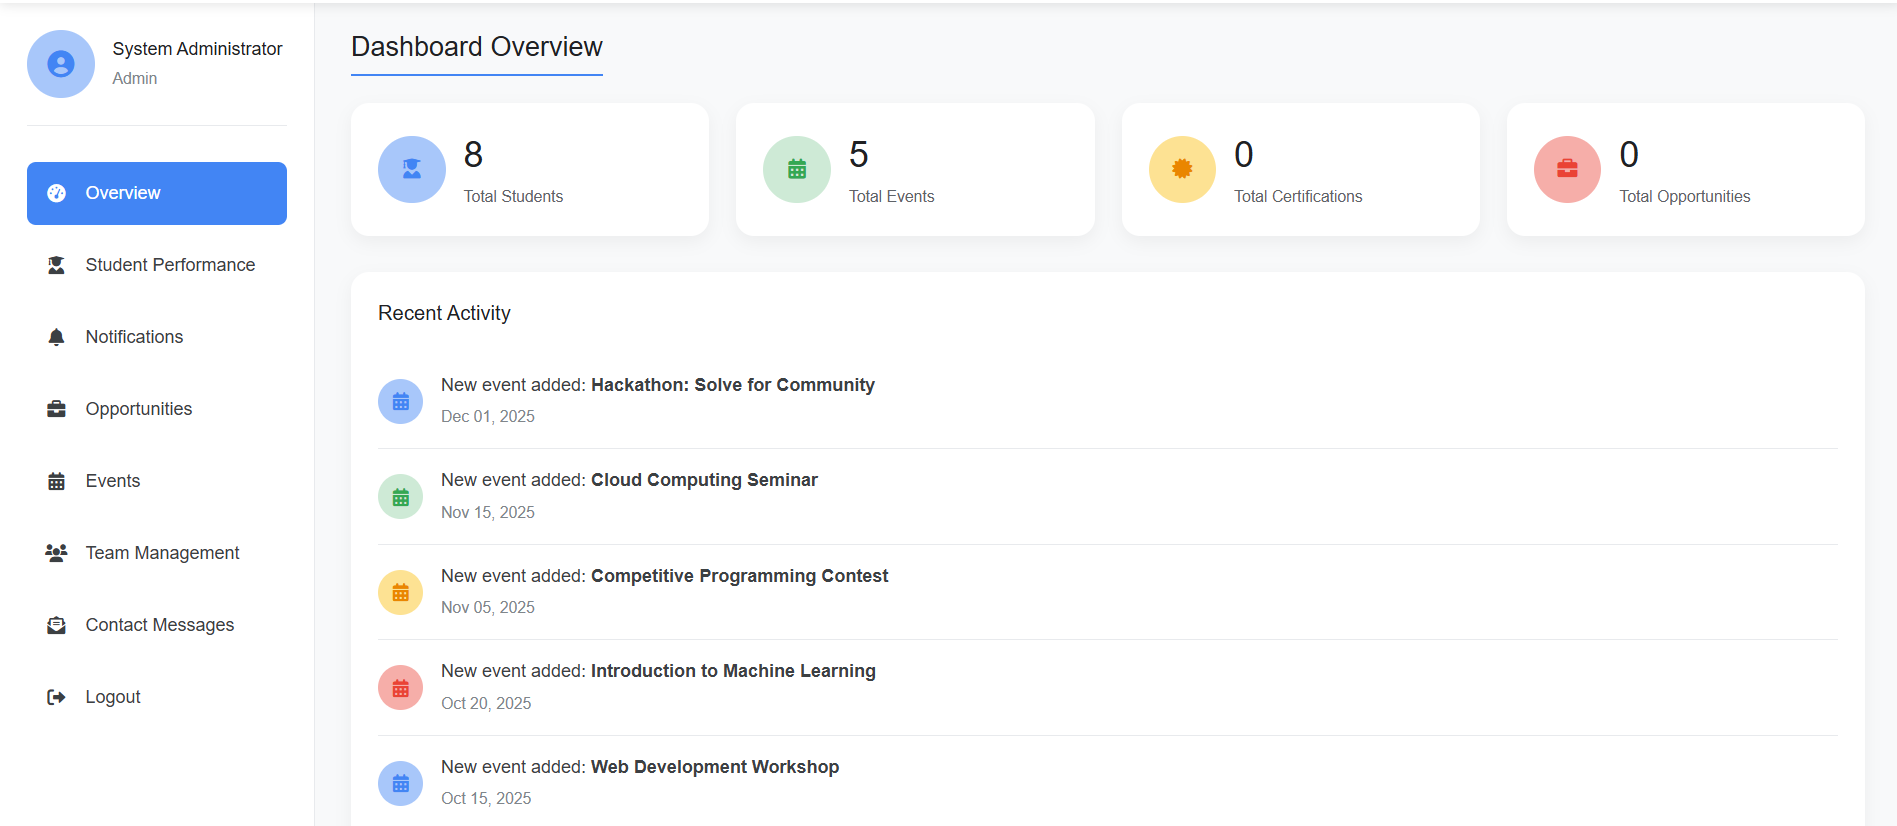 System Administrator
Admin
Overview
Student Performance
Notifications
Opportunities
Events
Team Management
Contact Messages
Logout
Dashboard Overview
8
Total Students
5
Total Events
0
Total Certifications
0
Total Opportunities
Recent Activity
New event added: Hackathon: Solve for Community
Dec 01, 2025
New event added: Cloud Computing Seminar
Nov 15, 2025
New event added: Competitive Programming Contest
Nov 05, 2025
New event added: Introduction to Machine Learning
Oct 20, 2025
New event added: Web Development Workshop
Oct 15, 2025